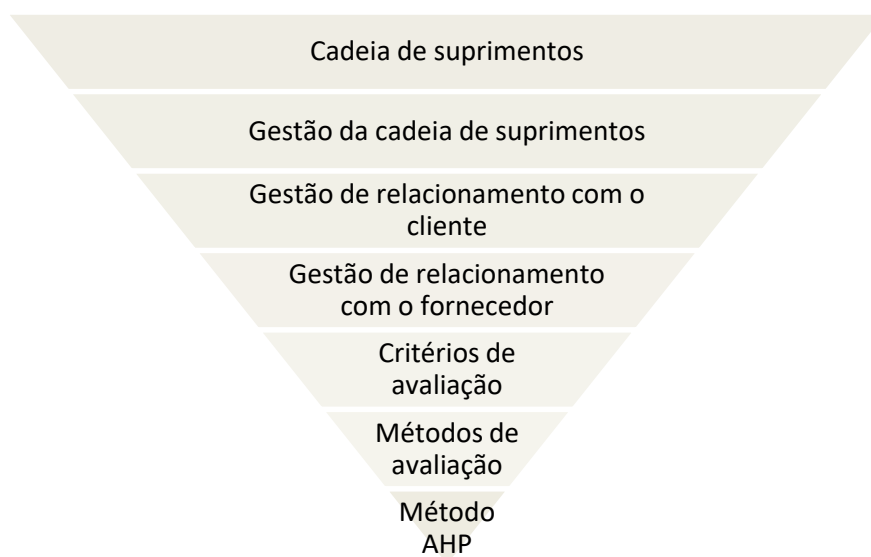 Cadeia de suprimentos
Gestão da cadeia de suprimentos
Gestão de relacionamento com o
cliente
Gestão de relacionamento
com o fornecedor
Critérios de
avaliação
Métodos de
avaliação
Método
AHP